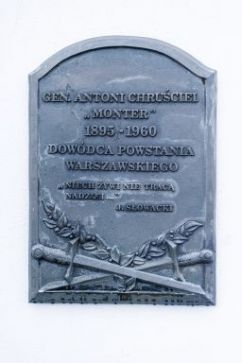 GEN. ANTONI CHRUŚCIEL
„MONTER"
1895-1960
DOWÓDCA POWSTANIA
WARSZAWSKIEGO
„NIECH ŻYWI NIE TRACĄ
NADZIEI..."
J. SŁOWACKI